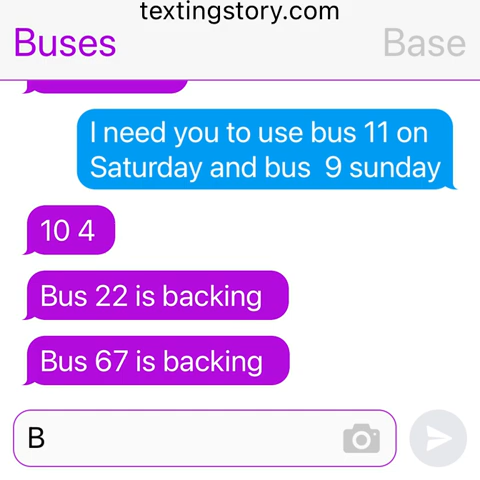 textingstory.com
Buses
Base
I need you to use bus 11 on
Saturday and bus  9 sunday
10 4
Bus 22 is backing
Bus 67 is backing
B